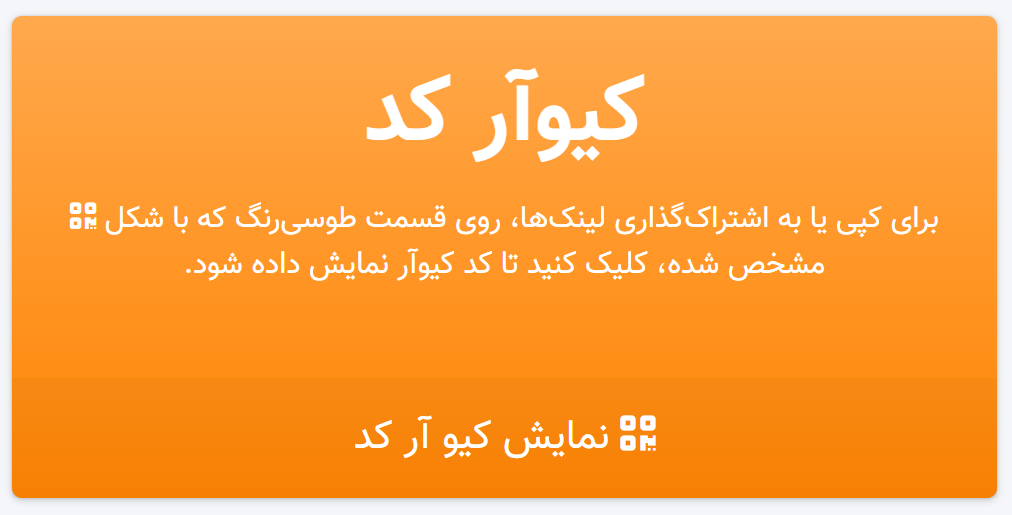 کیوآر کد
برای کپی یا به اشتراک‌گذاری لینک‌ها، روی قسمت طوسی‌رنگ که با شکل
مشخص شده، کلیک کنید تا کد کیوآر نمایش داده شود.
نمایش کیو آر کد